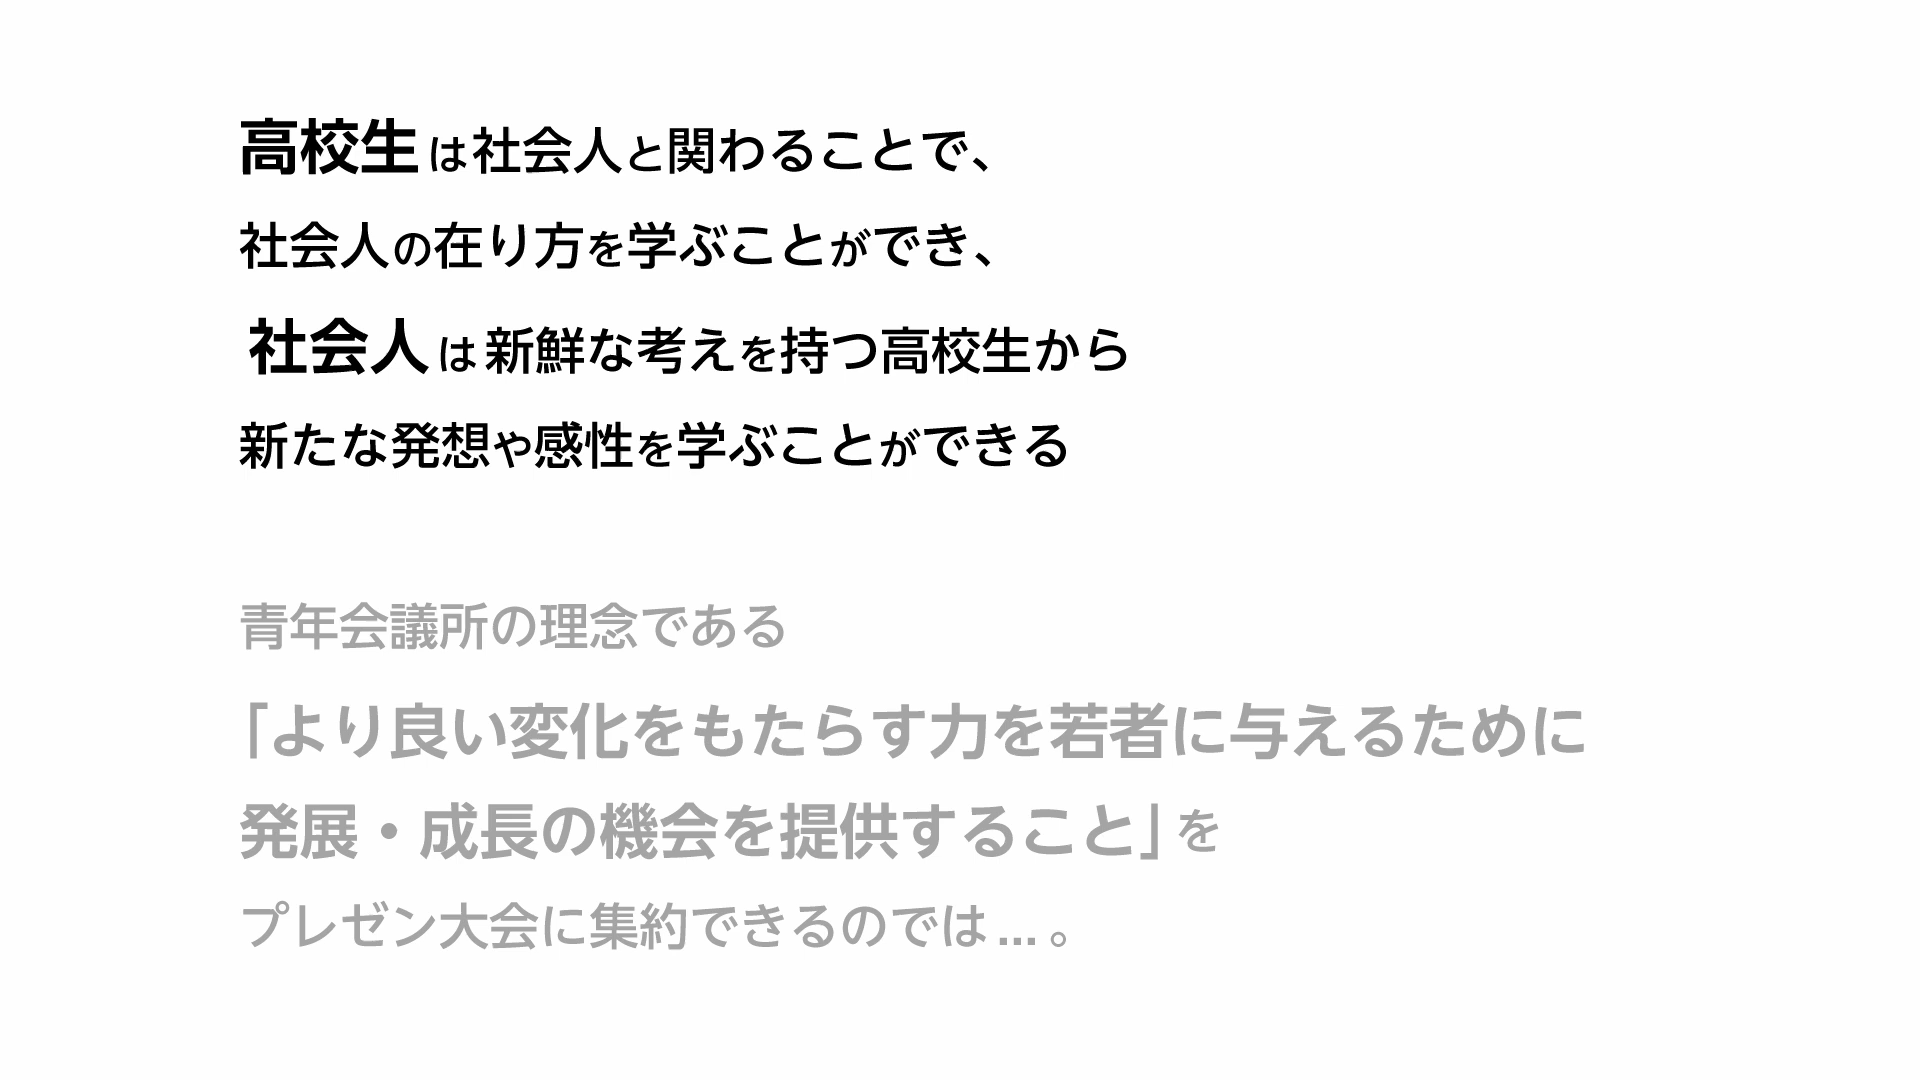 高校生は社会人と関わることで、
社会人の在り方を学ぶことができ、
社会人は新鮮な考えを持つ高校生から
新たな発想や感性を学ぶことができる
青年会議所の理念である
「より良い変化をもたらす力を若者に与えるために
発展・成長の機会を提供すること」を
プレゼン大会に集約できるのでは…。